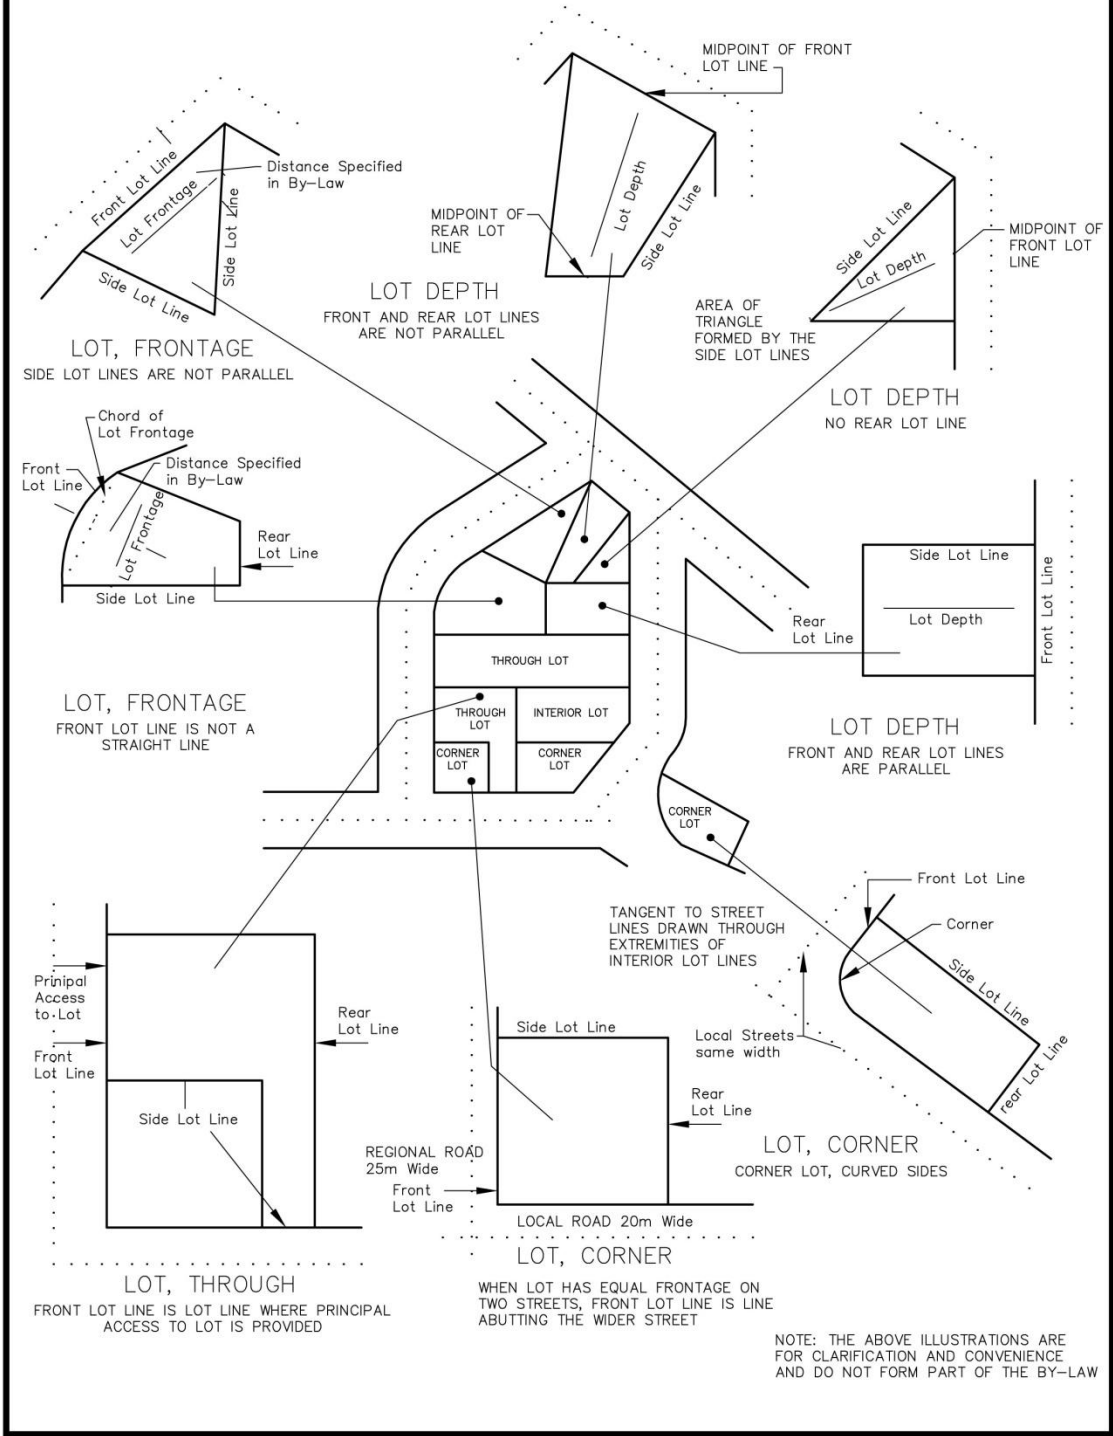 MIDPOINT OF FRONT
LOT LINE
Front Lot Line
Lot Frontage
Distance Specified
in By-Law
Side Lot Line
Side Lot Line
LOT, FRONTAGE
SIDE LOT LINES ARE NOT PARALLEL
Lot Depth
Side Lot Line
MIDPOINT OF
REAR LOT
LINE
LOT DEPTH
FRONT AND REAR LOT LINES
ARE NOT PARALLEL
Side Lot Line
Lot Depth
MIDPOINT OF
FRONT LOT
LINE
AREA OF
TRIANGLE
FORMED BY THE
SIDE LOT LINES
LOT DEPTH
NO REAR LOT LINE
Chord of
Lot Frontage
Front
Lot Line
Distance Specified
in By-Law
Lot Frontage
Rear
Lot Line
Side Lot Line
LOT, FRONTAGE
FRONT LOT LINE IS NOT A
STRAIGHT LINE
Side Lot Line
Lot Depth
Front Lot Line
Rear
Lot Line
LOT DEPTH
FRONT AND REAR LOT LINES
ARE PARALLEL
THROUGH LOT
THROUGH
LOT
INTERIOR LOT
CORNER
LOT
CORNER
LOT
CORNER
LOT
Prinipal
Access
to Lot
Front
Lot Line
Rear
Lot Line
Side Lot Line
LOT, THROUGH
FRONT LOT LINE IS LOT LINE WHERE PRINCIPAL
ACCESS TO LOT IS PROVIDED
Side Lot Line
Rear
Lot Line
REGIONAL ROAD
25m Wide
Front
Lot Line
LOCAL ROAD 20m Wide
LOT, CORNER
WHEN LOT HAS EQUAL FRONTAGE ON
TWO STREETS, FRONT LOT LINE IS LINE
ABUTTING THE WIDER STREET
TANGENT TO STREET
LINES DRAWN THROUGH
EXTREMITIES OF
INTERIOR LOT LINES
Front Lot Line
Corner
Side Lot Line
Local Streets
same width
rear Lot Line
LOT, CORNER
CORNER LOT, CURVED SIDES
NOTE: THE ABOVE ILLUSTRATIONS ARE
FOR CLARIFICATION AND CONVENIENCE
AND DO NOT FORM PART OF THE BY-LAW